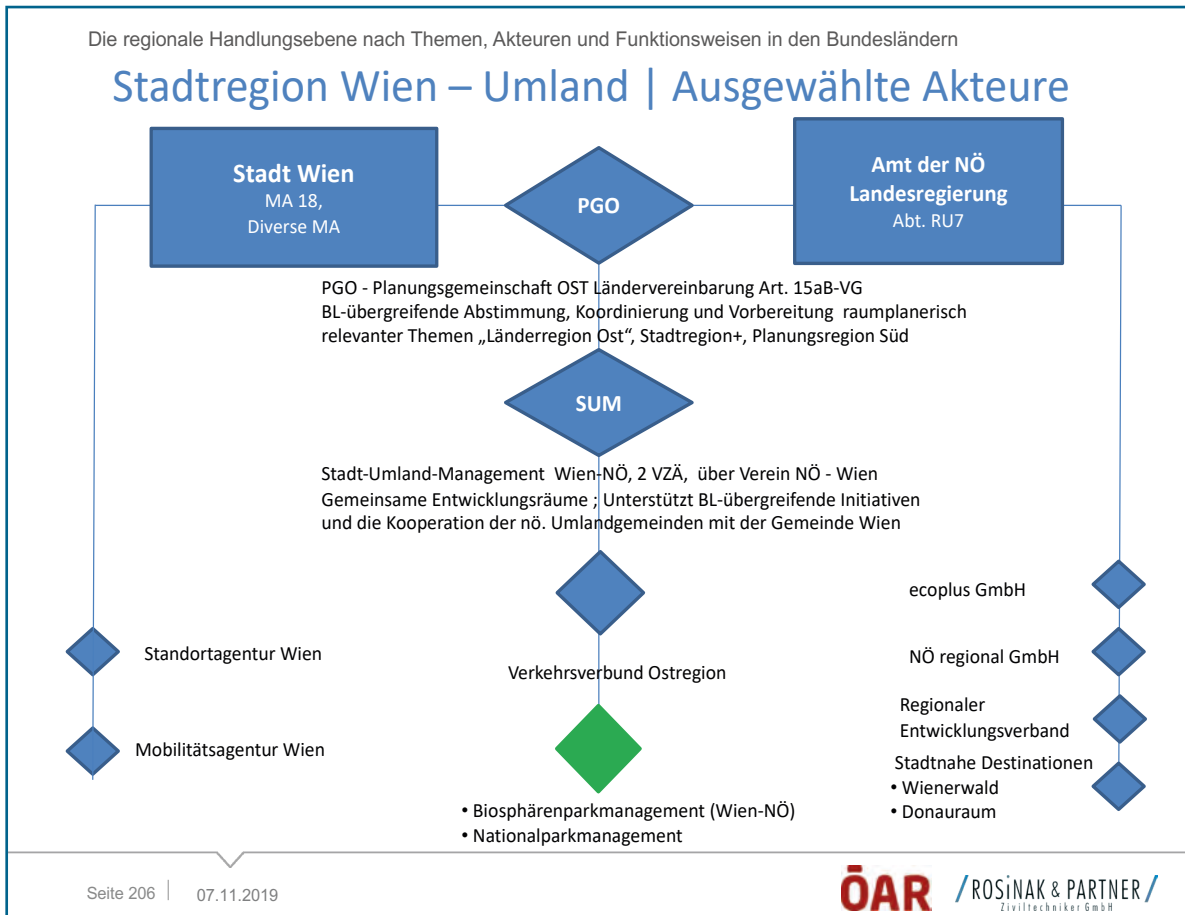 Die regionale Handlungsebene nach Themen, Akteuren und Funktionsweisen in den Bundesländern
Stadtregion Wien – Umland | Ausgewählte Akteure
Stadt Wien
MA 18,
Diverse MA
PGO
Amt der NÖ
Landesregierung
Abt. RU7
PGO - Planungsgemeinschaft OST Ländervereinbarung Art. 15aB-VG
BL-übergreifende Abstimmung, Koordinierung und Vorbereitung raumplanerisch
relevanter Themen „Länderregion Ost“, Stadtregion+, Planungsregion Süd
SUM
Stadt-Umland-Management Wien-NÖ, 2 VZÄ, über Verein NÖ - Wien
Gemeinsame Entwicklungsräume ; Unterstützt BL-übergreifende Initiativen
und die Kooperation der nö. Umlandgemeinden mit der Gemeinde Wien
Standortagentur Wien
Mobilitätsagentur Wien
Verkehrsverbund Ostregion
• Biosphärenparkmanagement (Wien-NÖ)
• Nationalparkmanagement
ecoplus GmbH
NÖ regional GmbH
Regionaler
Entwicklungsverband
Stadtnahe Destinationen
• Wienerwald
• Donauraum
Seite 206 | 07.11.2019
ÖAR
/ ROSiNAK & PARTNER /
Ziviltechniker GmbH